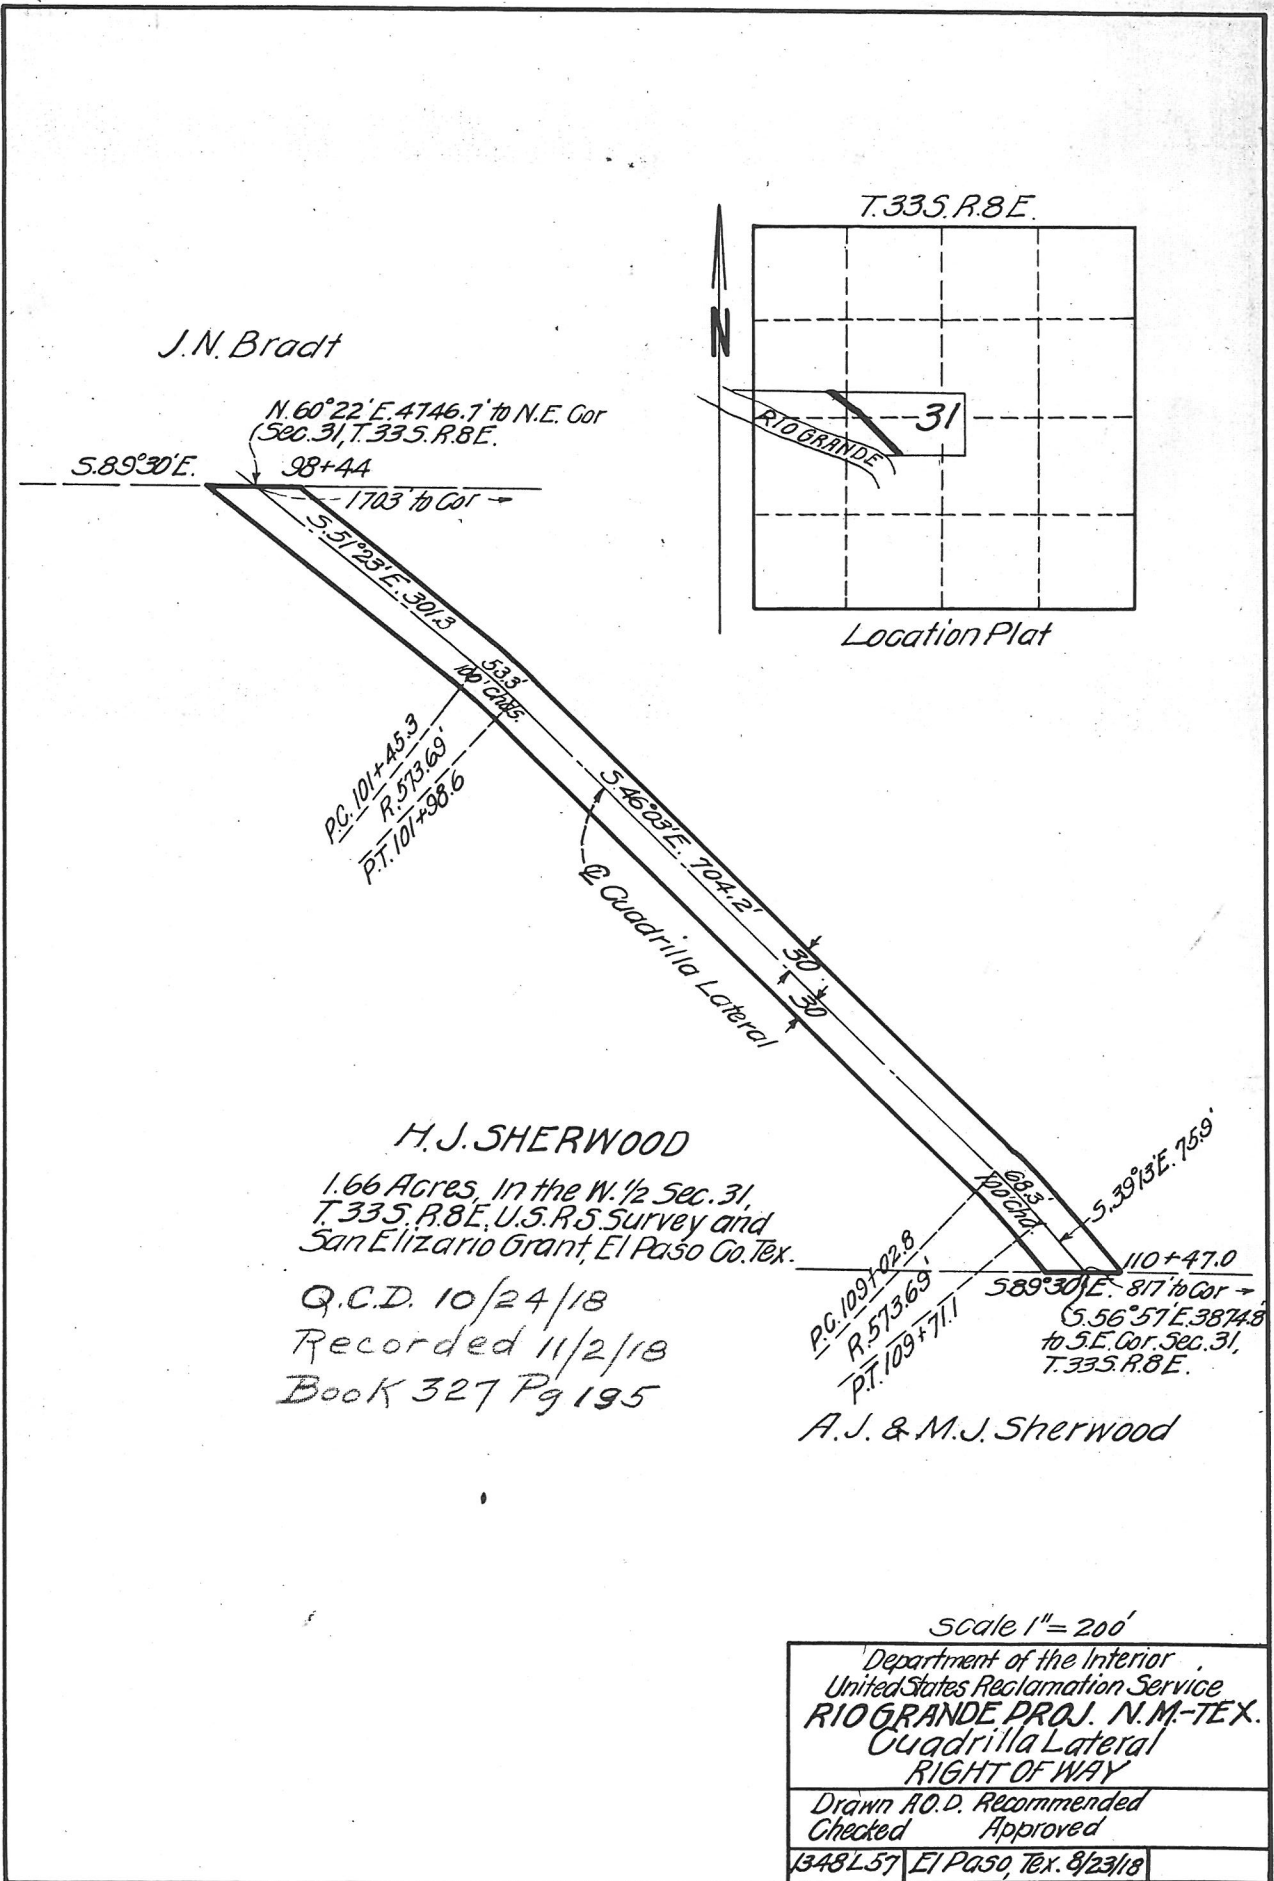 T.33S.R.8E.
N
31
RIO GRANDE
Location Plat
J.N. Bradt
N.60°22'E.4746.7' to N.E. Cor
Sec.31,T.33S.R.8E.
S.89°30'E.
98+44
1703' to Cor
S.51°23'E.301.3
53.3'
100' Chds.
P.C. 101+45.3
R.573.69'
P.T. 101+98.6
S.46°03'E. 704.2'
℄ Cuadrilla Lateral
30
30
H.J. SHERWOOD
1.66 Acres, In the W.1/2 Sec. 31,
T.33S.R.8E, U.S.R.S. Survey and
San Elizario Grant, El Paso Co. Tex.
Q.C.D. 10/24/18
Recorded 11/2/18
Book 327 Pg 195
68.3'
100'Chd.
S.39°13'E.75.9'
P.C. 109+02.8
R.573.69'
P.T. 109+71.1
110+47.0
S89°30'E.
817' to Cor
S.56°57'E.3874.8
to S.E. Cor. Sec. 31,
T.33S.R8E.
A.J. & M.J. Sherwood
Scale 1"= 200'
Department of the Interior
United States Reclamation Service
RIO GRANDE PROJ. N.M.-TEX.
Cuadrilla Lateral
RIGHT OF WAY
Drawn A.O.D. Recommended
Checked Approved
1348L57 El Paso, Tex. 8/23/18